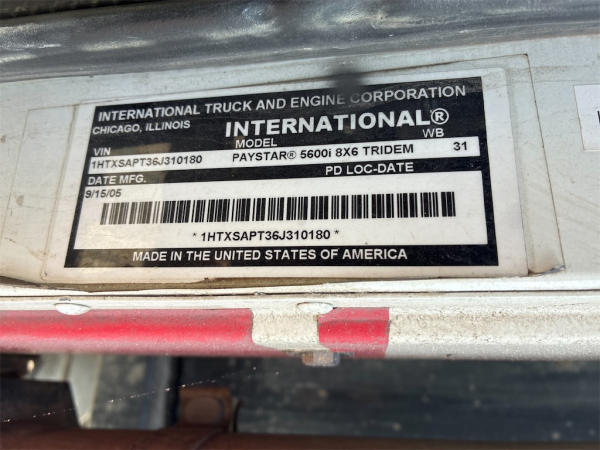 INTERNATIONAL TRUCK AND ENGINE CORPORATION
CHICAGO, ILLINOIS
INTERNATIONAL®
VIN MODEL WB
1HTXSAPT36J310180 PAYSTAR® 5600i 8X6 TRIDEM 31
DATE MFG. PD LOC-DATE
9/15/05
* 1HTXSAPT36J310180 *
MADE IN THE UNITED STATES OF AMERICA